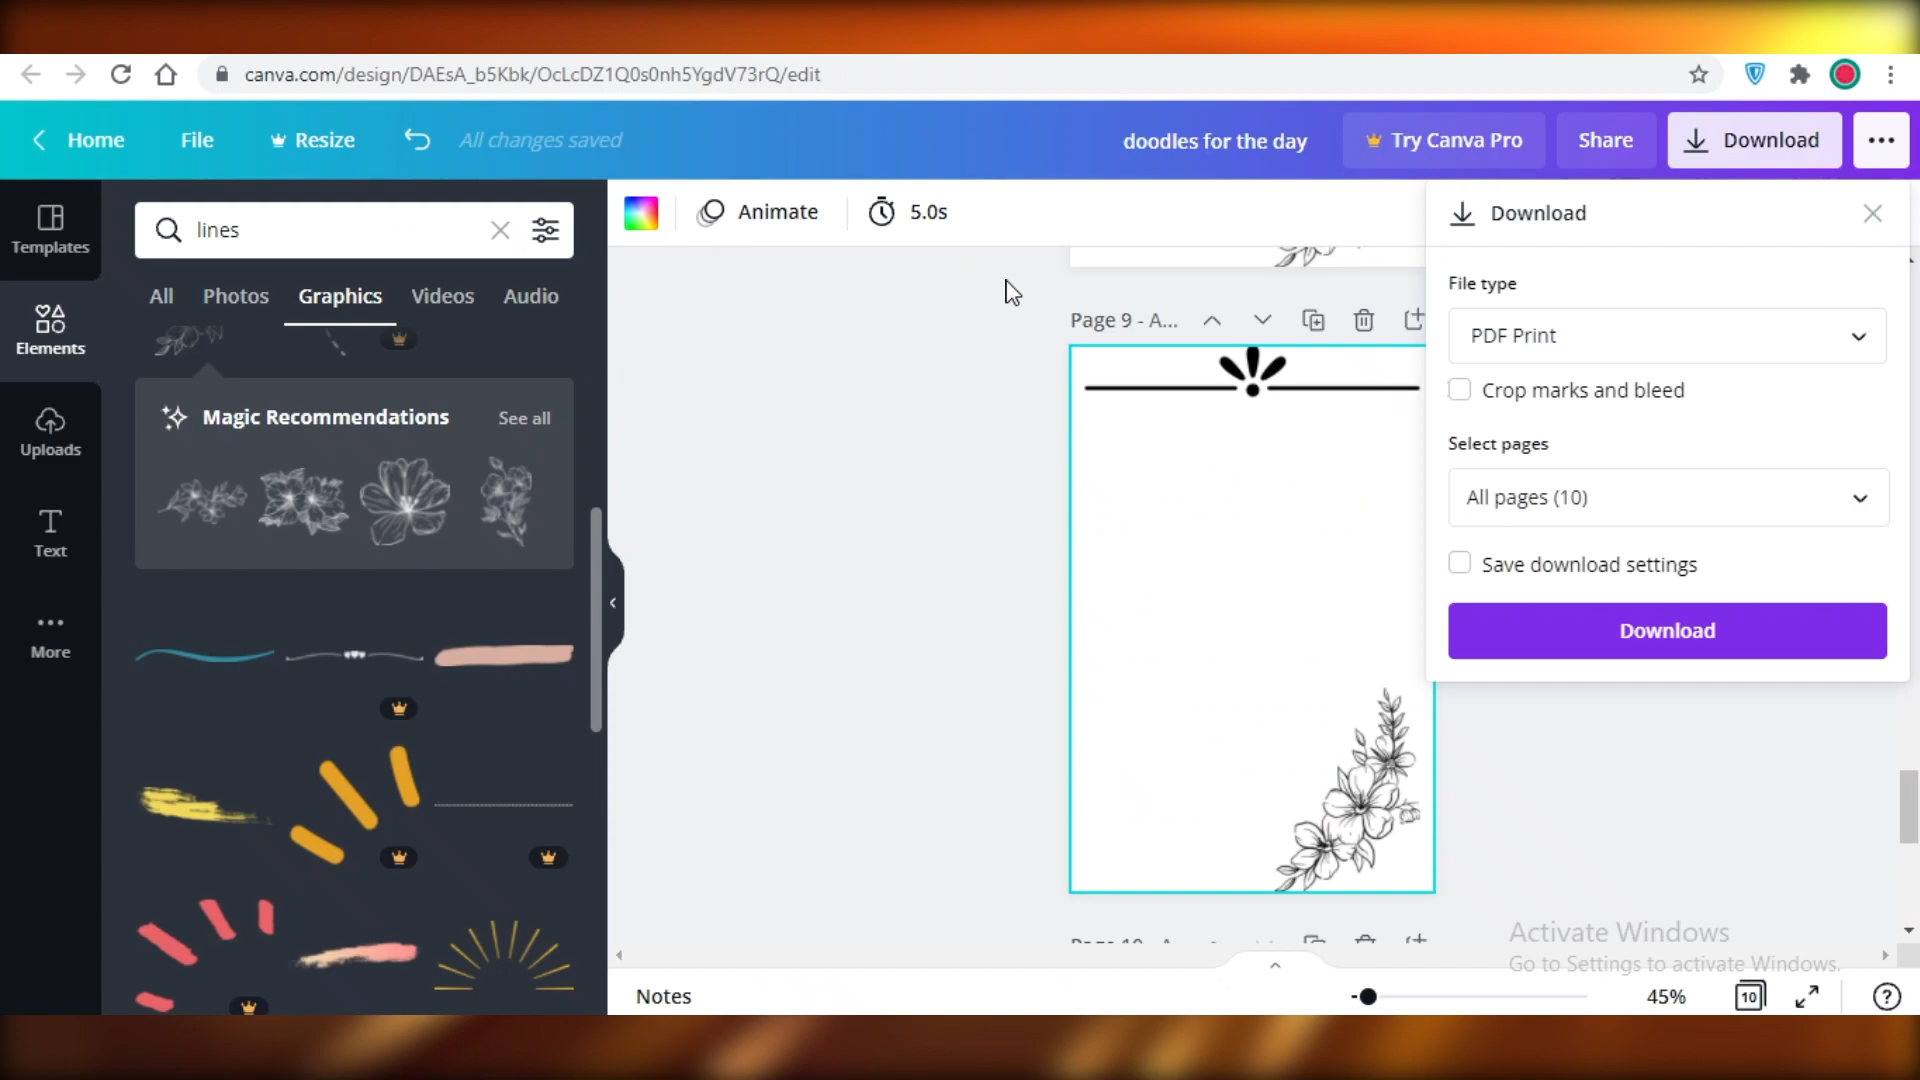 canva.com/design/DAEsA_b5Kbk/OcLcDZ1Q0s0nh5YgdV73rQ/edit
Home File Resize All changes saved doodles for the day Try Canva Pro Share Download
Templates
Elements
Uploads
Text
More
lines
All Photos Graphics Videos Audio
Magic Recommendations See all
Animate 5.0s
Page 9 - A...
Download
File type
PDF Print
Crop marks and bleed
Select pages
All pages (10)
Save download settings
Download
Activate Windows
Go to Settings to activate Windows.
Notes 45% 10 ?